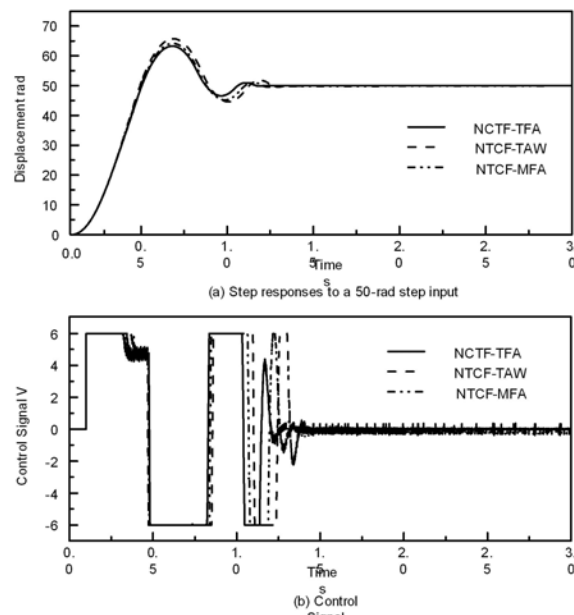 70
60
50
40
30
20
10
0
Displacement rad
NCTF-TFA
NTCF-TAW
NTCF-MFA
0.0
0.
5
1.
0
1.
5
2.
0
2.
5
3.
0
Time
s
(a) Step responses to a 50-rad step input
6
4
2
0
-2
-4
-6
Control Signal V
NCTF-TFA
NTCF-TAW
NTCF-MFA
0.
0
0.
5
1.
0
1.
5
2.
0
2.
5
3.
0
Time
s
(b) Control
Signal